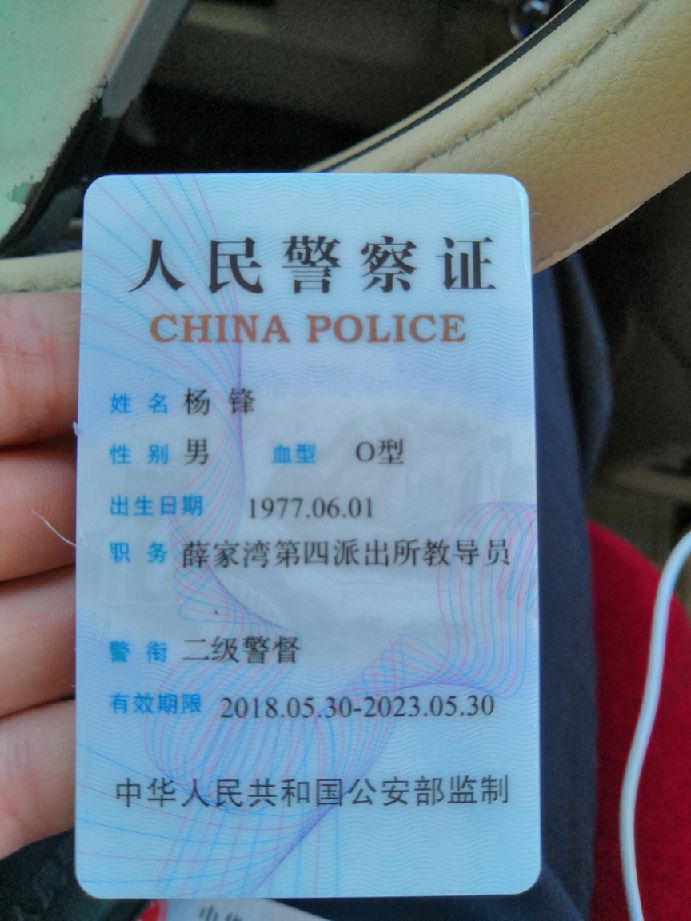 人民警察证
CHINA POLICE
姓名 杨锋
性别 男 血型 O型
出生日期 1977.06.01
职务 薛家湾第四派出所教导员
警衔 二级警督
有效期限 2018.05.30-2023.05.30
中华人民共和国公安部监制